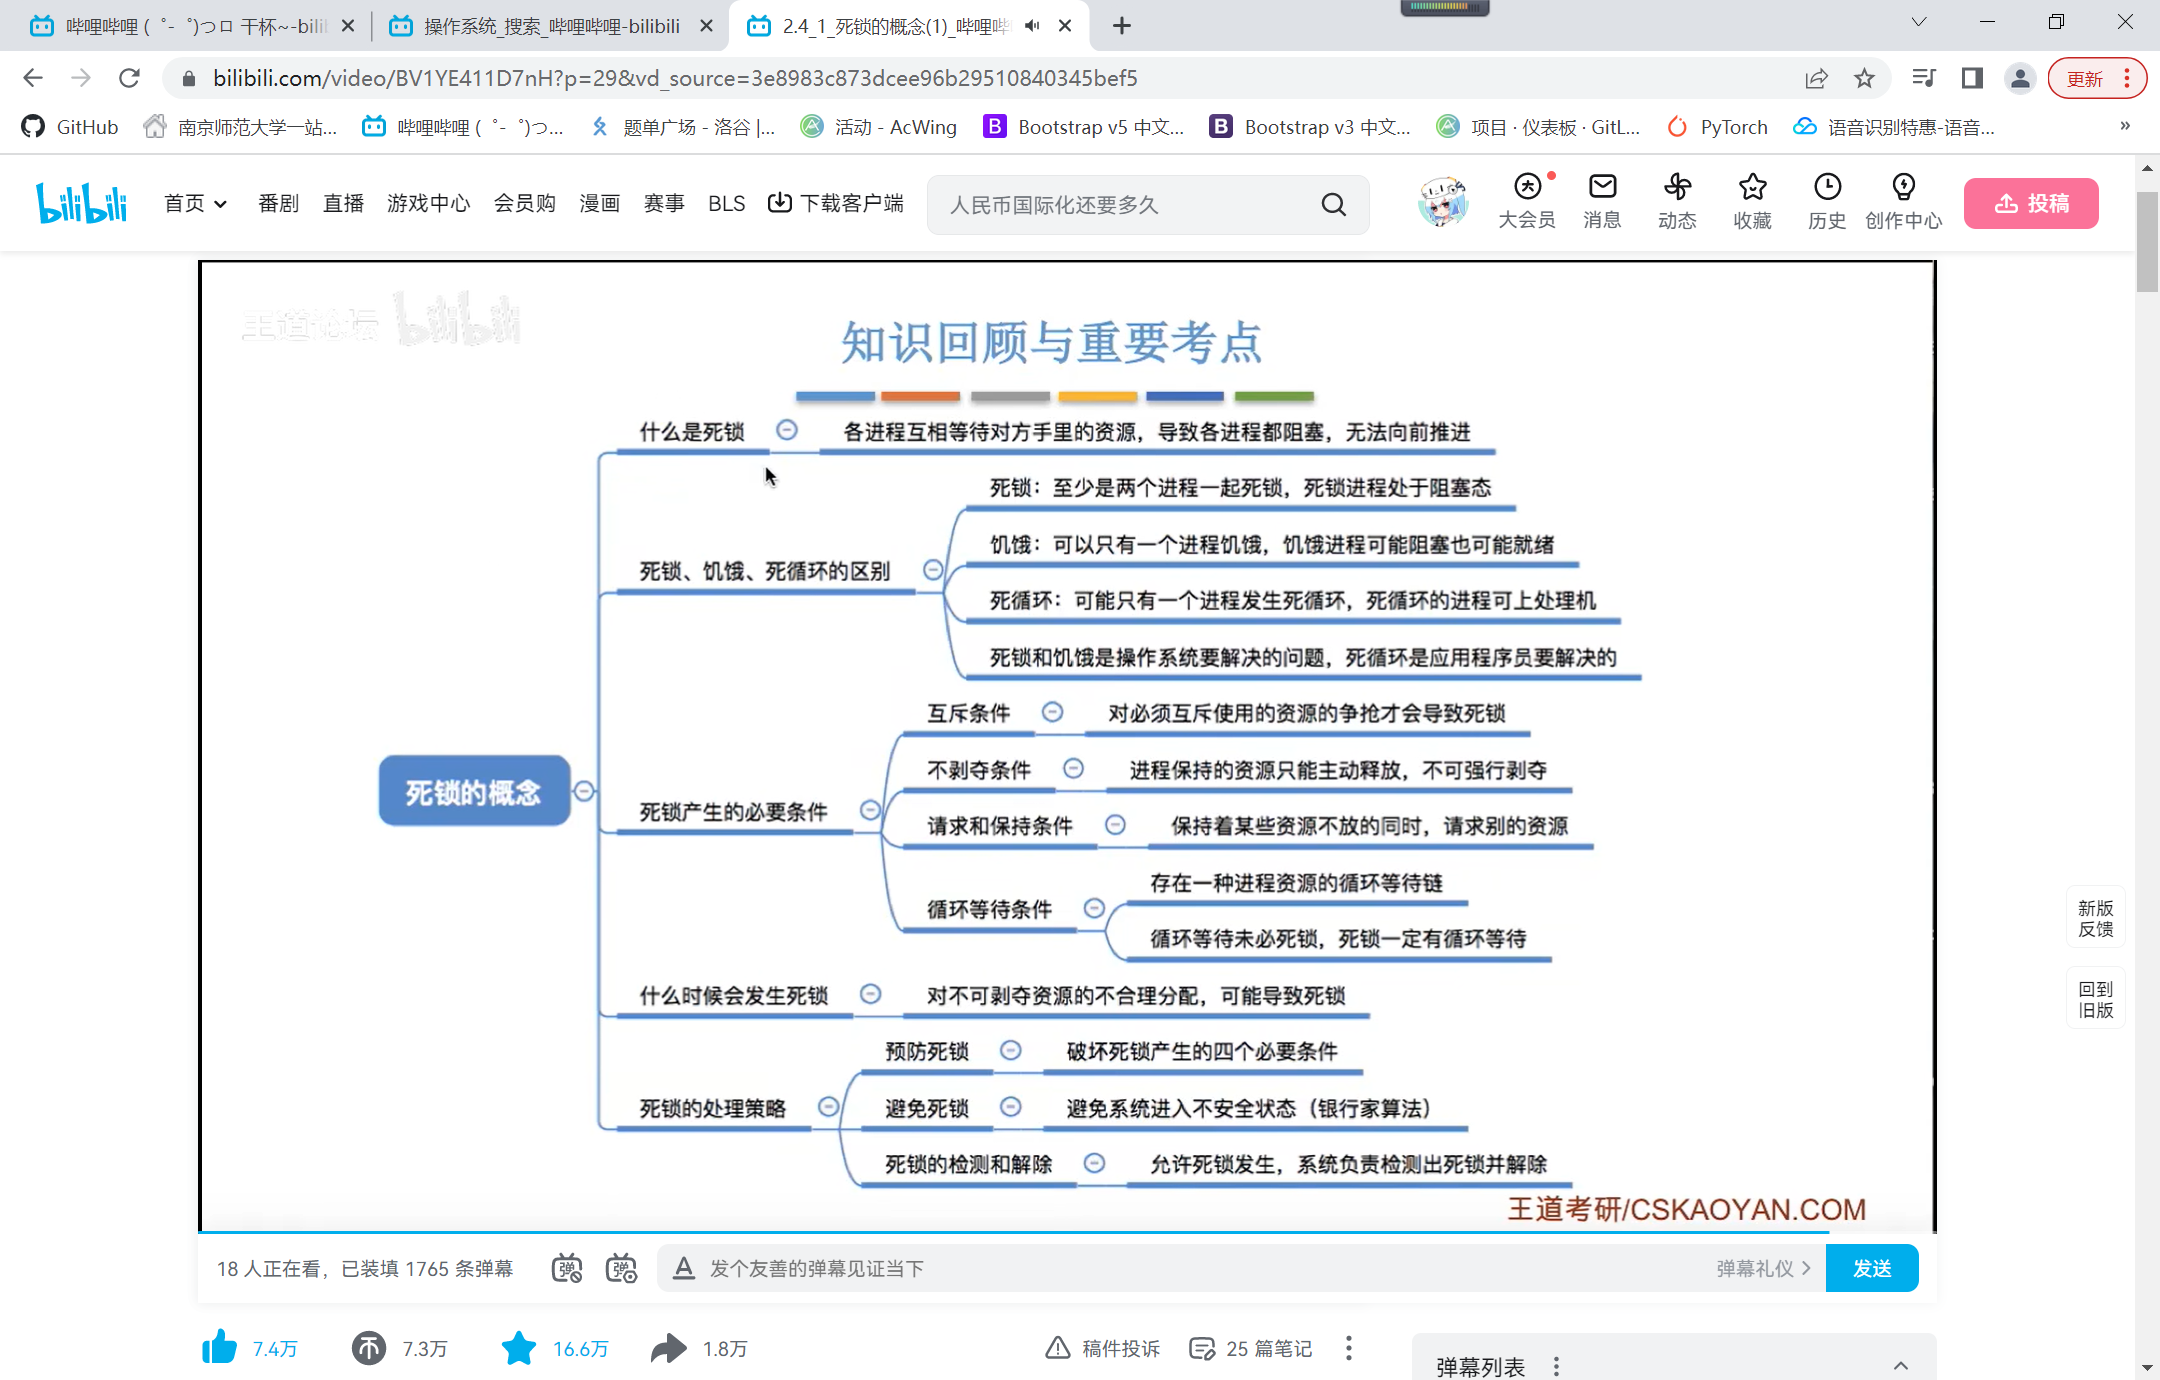 哔哩哔哩 (゜-゜)つロ 干杯~-bili
操作系统_搜索_哔哩哔哩-bilibili
2.4_1_死锁的概念(1)_哔哩哔
bilibili.com/video/BV1YE411D7nH?p=29&vd_source=3e8983c873dcee96b29510840345bef5
更新
GitHub
南京师范大学一站...
哔哩哔哩 (゜-゜)つ...
题单广场 - 洛谷 |...
活动 - AcWing
Bootstrap v5 中文...
Bootstrap v3 中文...
项目 · 仪表板 · GitL...
PyTorch
语音识别特惠-语音...
»
bilibili
首页
番剧
直播
游戏中心
会员购
漫画
赛事
BLS
下载客户端
人民币国际化还要多久
大会员
消息
动态
收藏
历史
创作中心
投稿
王道论坛 bilibili
知识回顾与重要考点
什么是死锁
各进程互相等待对方手里的资源，导致各进程都阻塞，无法向前推进
死锁：至少是两个进程一起死锁，死锁进程处于阻塞态
饥饿：可以只有一个进程饥饿，饥饿进程可能阻塞也可能就绪
死锁、饥饿、死循环的区别
死循环：可能只有一个进程发生死循环，死循环的进程可上处理机
死锁和饥饿是操作系统要解决的问题，死循环是应用程序员要解决的
互斥条件
对必须互斥使用的资源的争抢才会导致死锁
不剥夺条件
进程保持的资源只能主动释放，不可强行剥夺
死锁的概念
死锁产生的必要条件
请求和保持条件
保持着某些资源不放的同时，请求别的资源
存在一种进程资源的循环等待链
循环等待条件
循环等待未必死锁，死锁一定有循环等待
什么时候会发生死锁
对不可剥夺资源的不合理分配，可能导致死锁
预防死锁
破坏死锁产生的四个必要条件
死锁的处理策略
避免死锁
避免系统进入不安全状态（银行家算法）
死锁的检测和解除
允许死锁发生，系统负责检测出死锁并解除
王道考研/CSKAOYAN.COM
新版
反馈
回到
旧版
18 人正在看，已装填 1765 条弹幕
发个友善的弹幕见证当下
弹幕礼仪 >
发送
7.4万
7.3万
16.6万
1.8万
稿件投诉
25 篇笔记
弹幕列表